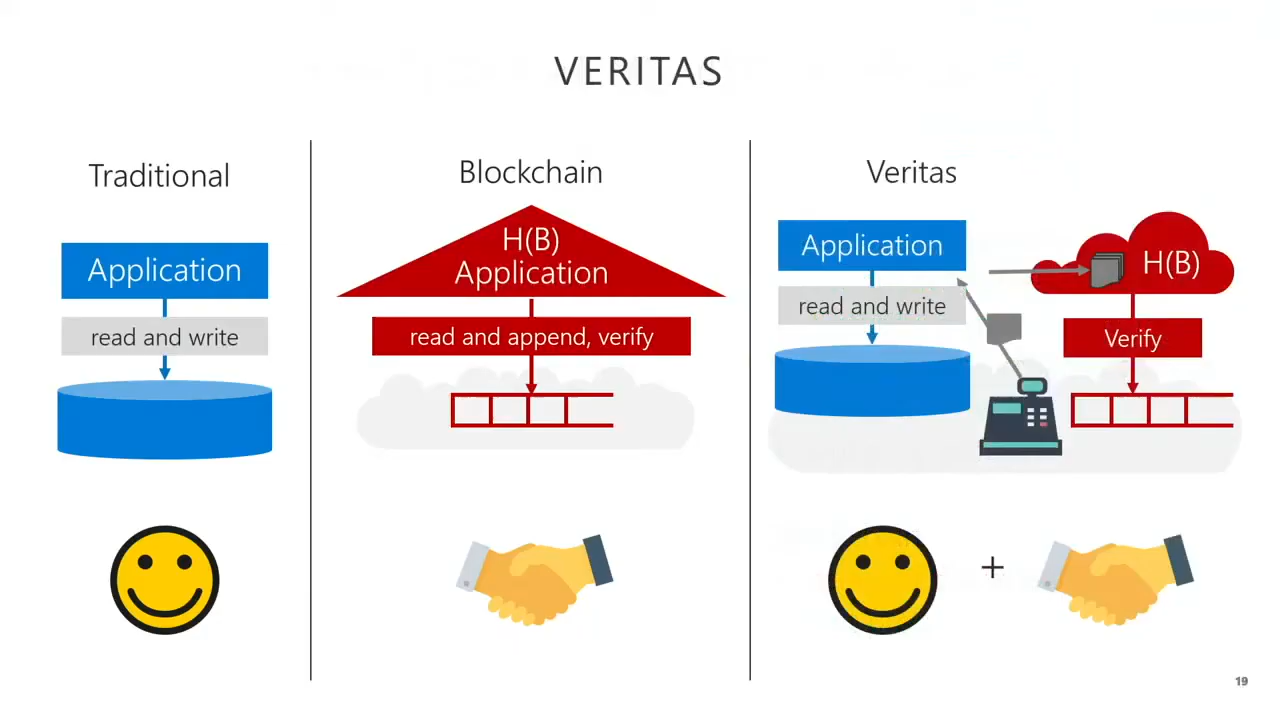 VERITAS
Traditional
Application
read and write
Blockchain
H(B)
Application
read and append, verify
Veritas
Application
read and write
H(B)
Verify
+
19